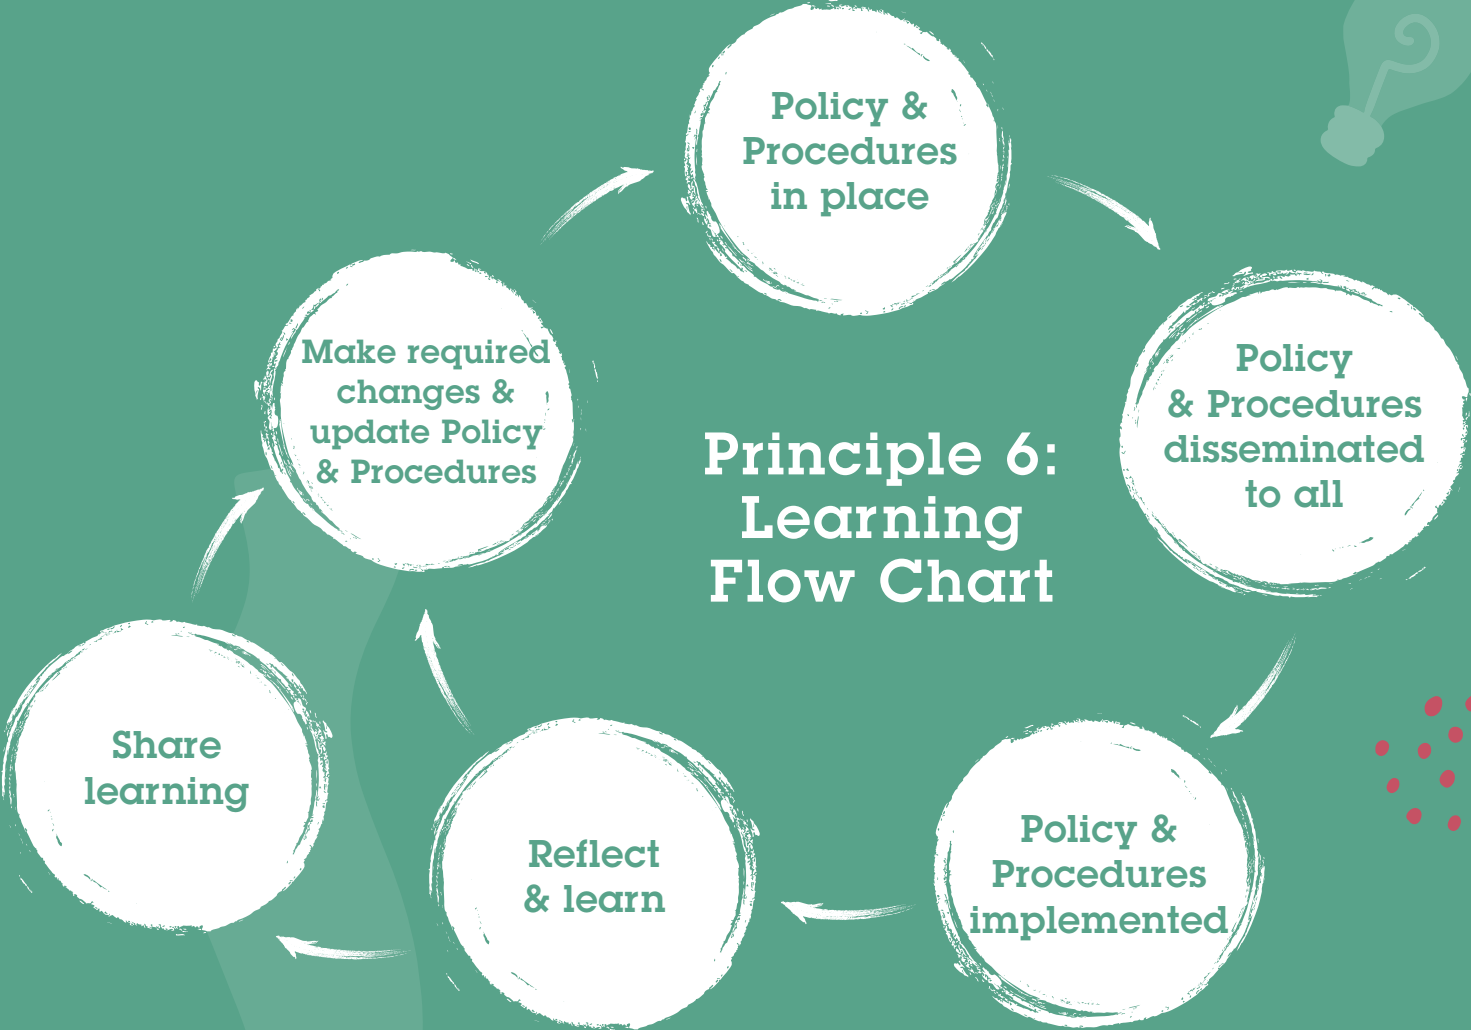 Policy &
Procedures
in place
Policy
& Procedures
disseminated
to all
Policy &
Procedures
implemented
Reflect
& learn
Share
learning
Make required
changes &
update Policy
& Procedures
Principle 6:
Learning
Flow Chart